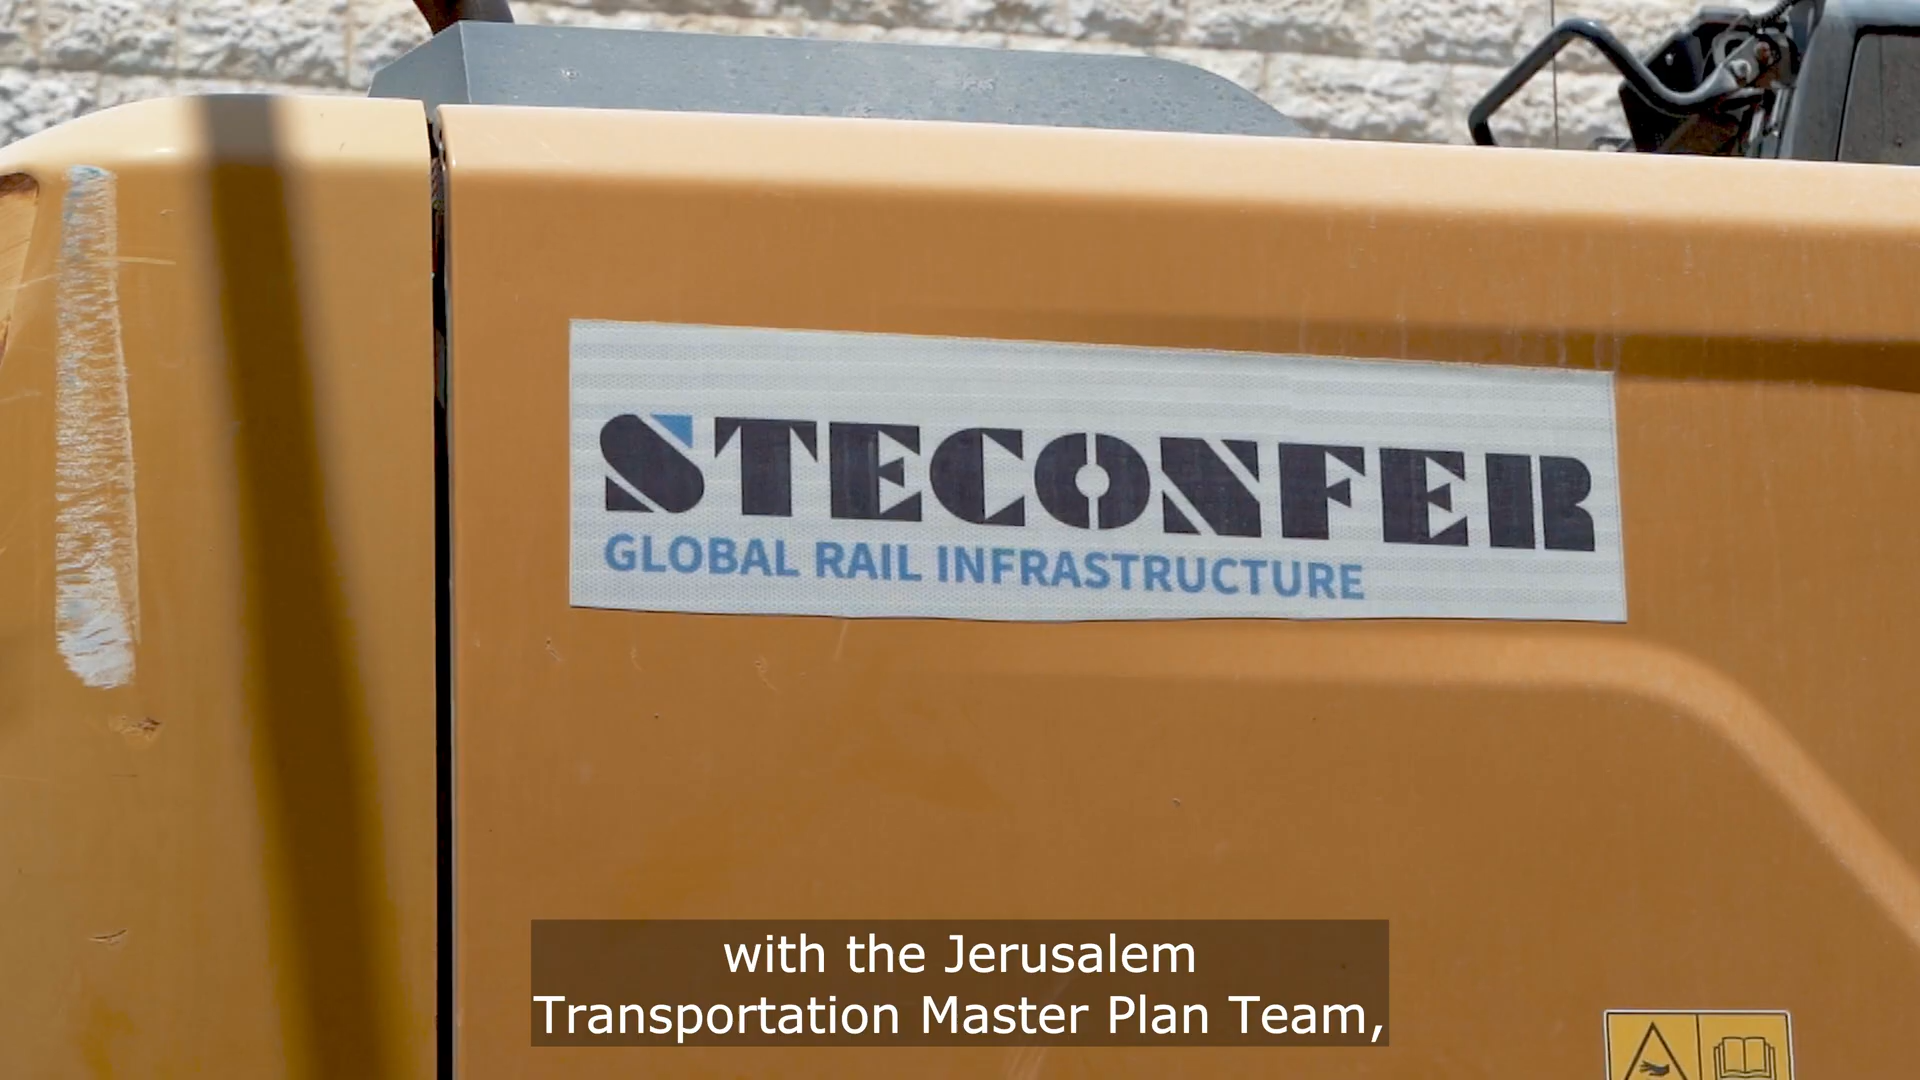 STECONFER
GLOBAL RAIL INFRASTRUCTURE
with the Jerusalem
Transportation Master Plan Team,